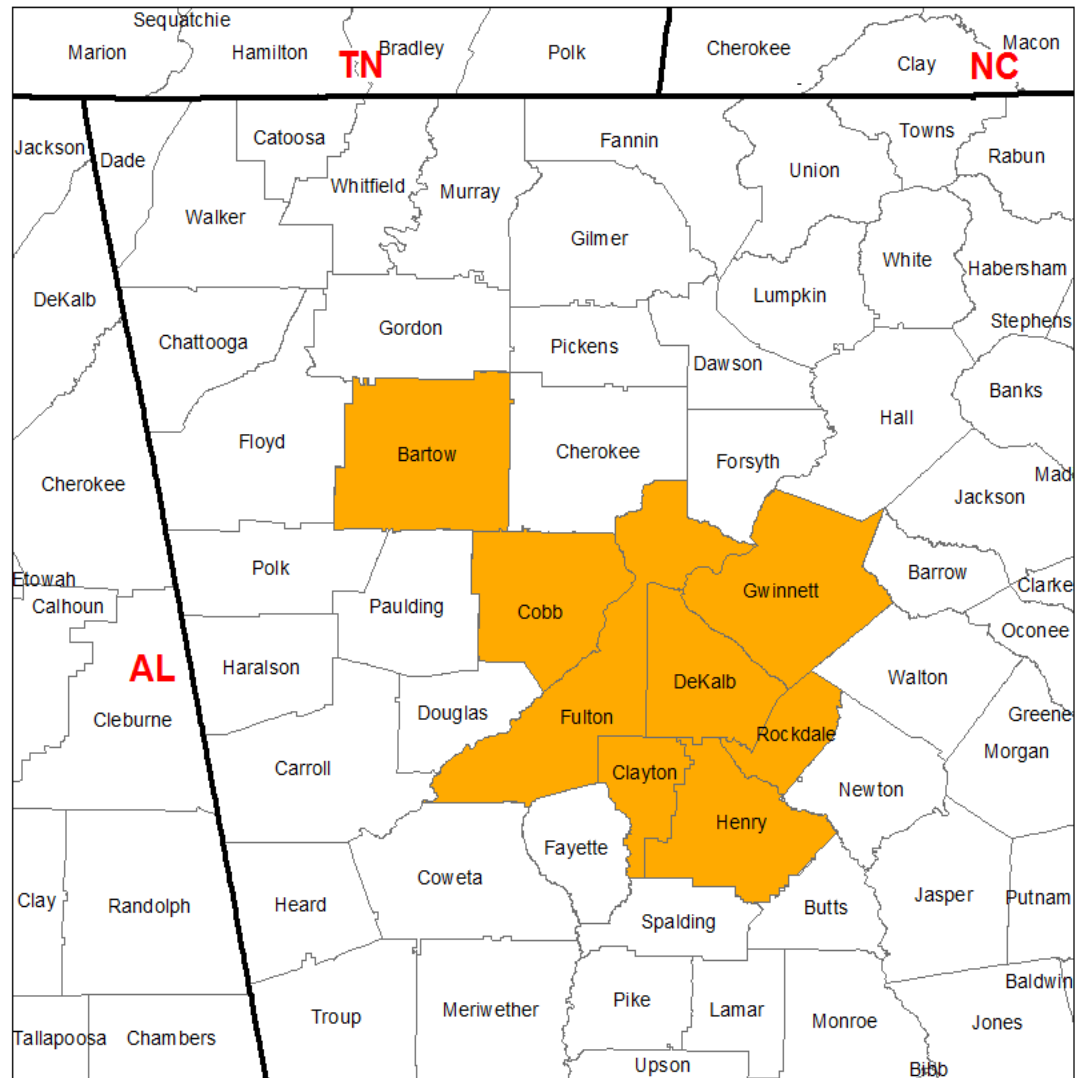 Sequatchie
Marion
Hamilton
Bradley
TN
Polk
Cherokee
Macon
Clay
NC
Jackson
Dade
Catoosa
Fannin
Towns
Rabun
Union
Whitfield
Murray
Walker
Gilmer
White
Habersham
DeKalb
Lumpkin
Stephens
Chattooga
Gordon
Pickens
Dawson
Banks
Hall
Floyd
Bartow
Cherokee
Forsyth
Cherokee
Jackson
Mad
Etowah
Calhoun
Polk
Paulding
Cobb
Gwinnett
Barrow
Clarke
Oconee
AL
Haralson
DeKalb
Walton
Cleburne
Douglas
Fulton
Rockdale
Greene
Morgan
Carroll
Clayton
Newton
Henry
Fayette
Coweta
Clay
Randolph
Heard
Spalding
Butts
Jasper
Putnam
Baldwin
Troup
Meriwether
Pike
Lamar
Monroe
Jones
Tallapoosa
Chambers
Upson
Bibb